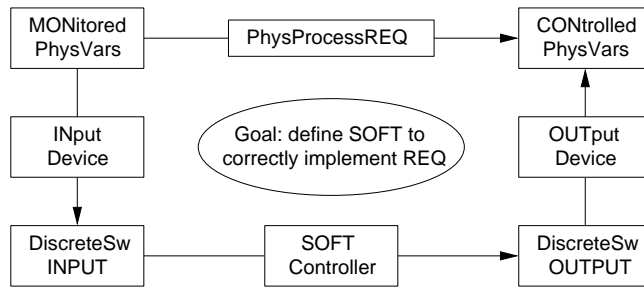 MONitored
PhysVars
PhysProcessREQ
CONtrolled
PhysVars
INput
Device
Goal: define SOFT to
correctly implement REQ
OUTput
Device
DiscreteSw
INPUT
SOFT
Controller
DiscreteSw
OUTPUT